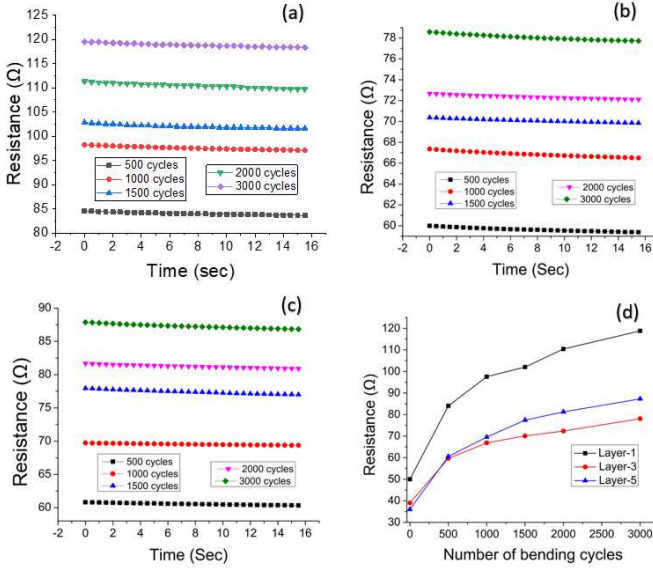 (a)
125
120
115
110
105
100
95
90
85
80
Resistance (Ω)
500 cycles
1000 cycles
1500 cycles
2000 cycles
3000 cycles
-2 0 2 4 6 8 10 12 14 16
Time (sec)
(b)
78
76
74
72
70
68
66
64
62
60
Resistance (Ω)
500 cycles
1000 cycles
1500 cycles
2000 cycles
3000 cycles
-2 0 2 4 6 8 10 12 14 16
Time (Sec)
(c)
90
85
80
75
70
65
60
Resistance (Ω)
500 cycles
1000 cycles
1500 cycles
2000 cycles
3000 cycles
-2 0 2 4 6 8 10 12 14 16
Time (Sec)
(d)
120
110
100
90
80
70
60
50
40
30
Resistance (Ω)
Layer-1
Layer-3
Layer-5
0 500 1000 1500 2000 2500 3000
Number of bending cycles